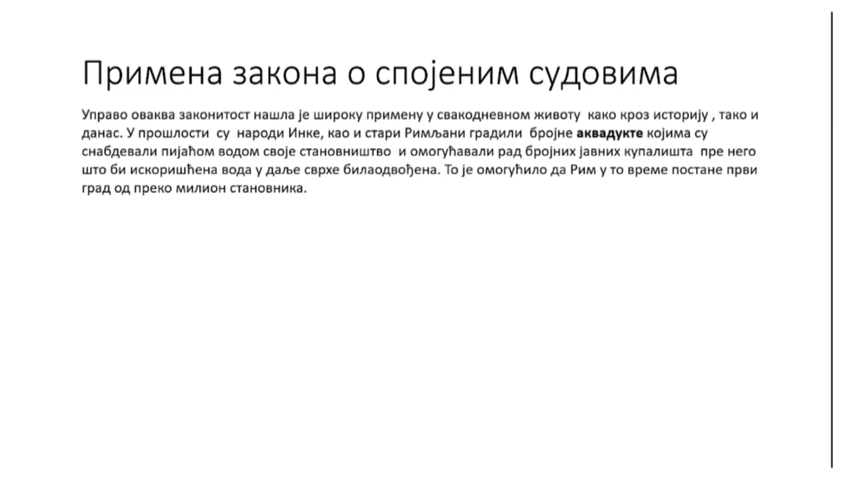 Примена закона о спојеним судовима
Управо оваква законитост нашла је широку примену у свакодневном животу како кроз историју , тако и
данас. У прошлости су народи Инке, као и стари Римљани градили бројне аквадукте којима су
снабдевали пијаћом водом своје становништво и омогућавали рад бројних јавних купалишта пре него
што би искоришћена вода у даље сврхе билаодвођена. То је омогућило да Рим у то време постане први
град од преко милион становника.